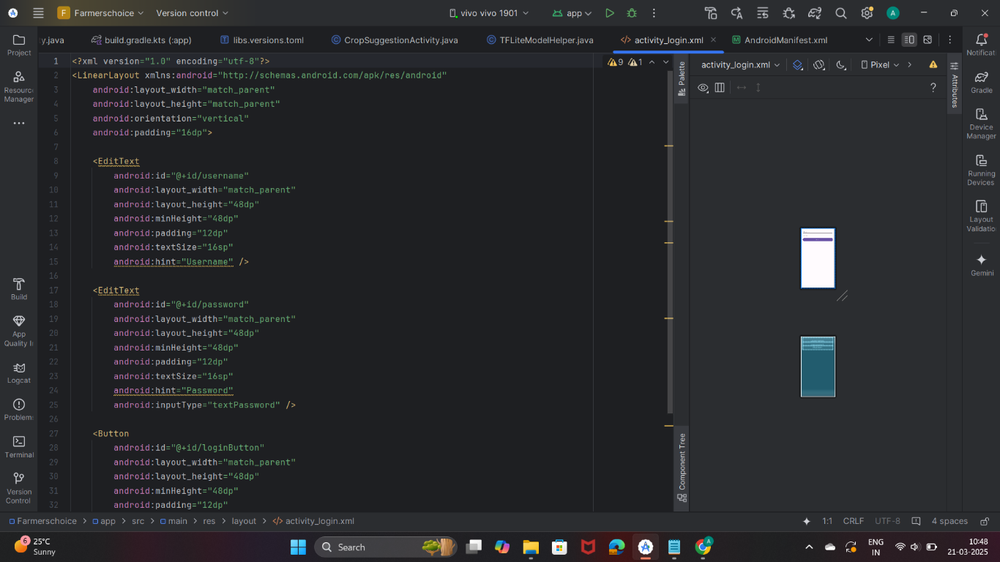 F Farmerschoice Version control vivo vivo 1901 app A
y.java build.gradle.kts (:app) libs.versions.toml CropSuggestionActivity.java TFLiteModelHelper.java activity_login.xml AndroidManifest.xml
Project
Resourc
Manager
Build
App
Quality I
Logcat
Problem
Terminal
Version
Control
1 <?xml version="1.0" encoding="utf-8"?>
2 <LinearLayout xmlns:android="http://schemas.android.com/apk/res/android"
3 android:layout_width="match_parent"
4 android:layout_height="match_parent"
5 android:orientation="vertical"
6 android:padding="16dp">
7
8 <EditText
9 android:id="@+id/username"
10 android:layout_width="match_parent"
11 android:layout_height="48dp"
12 android:minHeight="48dp"
13 android:padding="12dp"
14 android:textSize="16sp"
15 android:hint="Username" />
16
17 <EditText
18 android:id="@+id/password"
19 android:layout_width="match_parent"
20 android:layout_height="48dp"
21 android:minHeight="48dp"
22 android:padding="12dp"
23 android:textSize="16sp"
24 android:hint="Password"
25 android:inputType="textPassword" />
26
27 <Button
28 android:id="@+id/loginButton"
29 android:layout_width="match_parent"
30 android:layout_height="48dp"
31 android:minHeight="48dp"
32 android:padding="12dp"
9 1
Palette
Component Tree
activity_login.xml Pixel
?
Attributes
Notificat
Gradle
Device
Manager
Running
Devices
Layout
Validatio
Gemini
Farmerschoice > app > src > main > res > layout > activity_login.xml
1:1 CRLF UTF-8 4 spaces
6 25°C
Sunny
Search
A
ENG
IN
10:48
21-03-2025